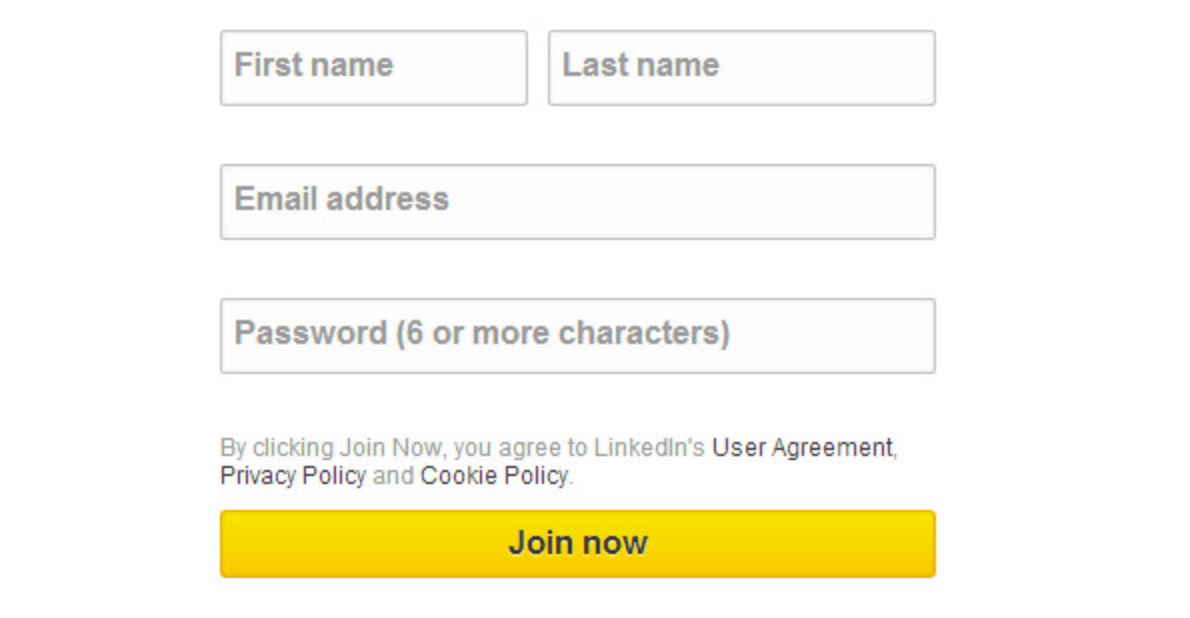 First name Last name
Email address
Password (6 or more characters)
By clicking Join Now, you agree to LinkedIn's User Agreement,
Privacy Policy and Cookie Policy.
Join now